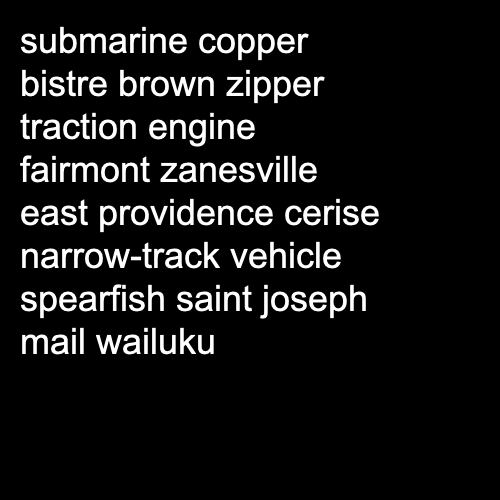 submarine copper
bistre brown zipper
traction engine
fairmont zanesville
east providence cerise
narrow-track vehicle
spearfish saint joseph
mail wailuku